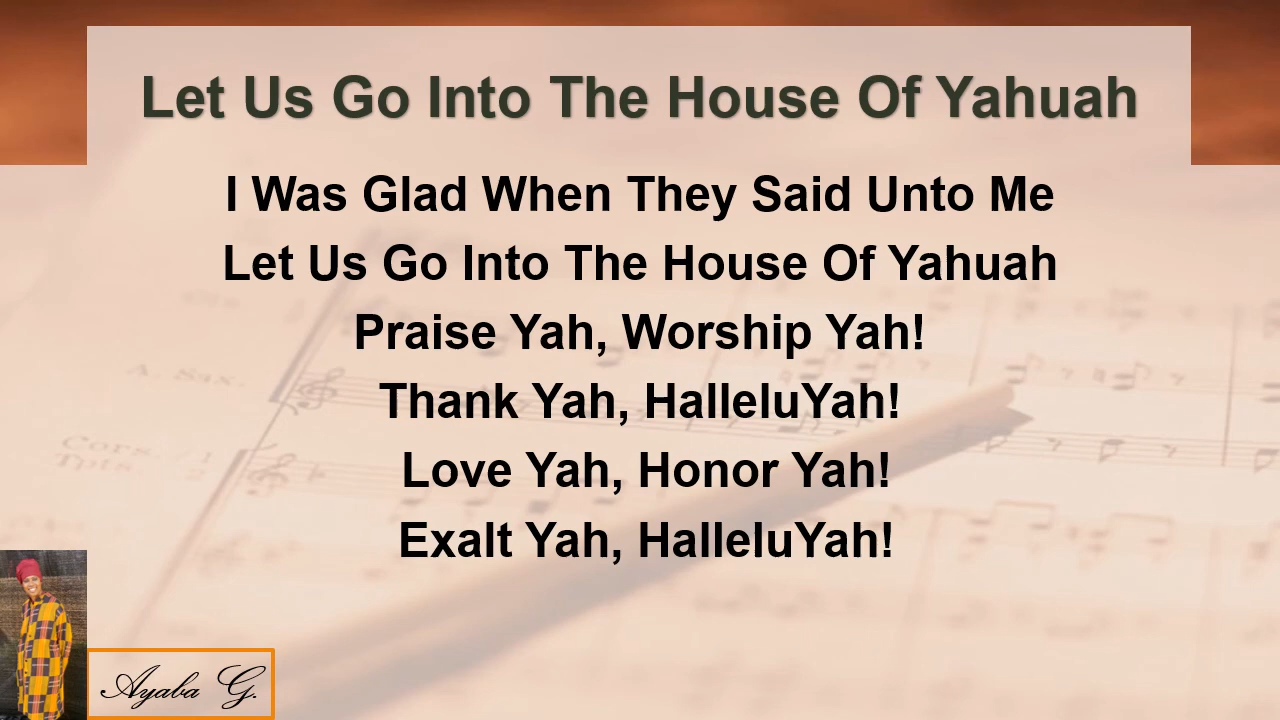 Let Us Go Into The House Of Yahuah
I Was Glad When They Said Unto Me
Let Us Go Into The House Of Yahuah
Praise Yah, Worship Yah!
Thank Yah, HalleluYah!
Love Yah, Honor Yah!
Exalt Yah, HalleluYah!
A. Sax.
Tpts.
Ayaba G.